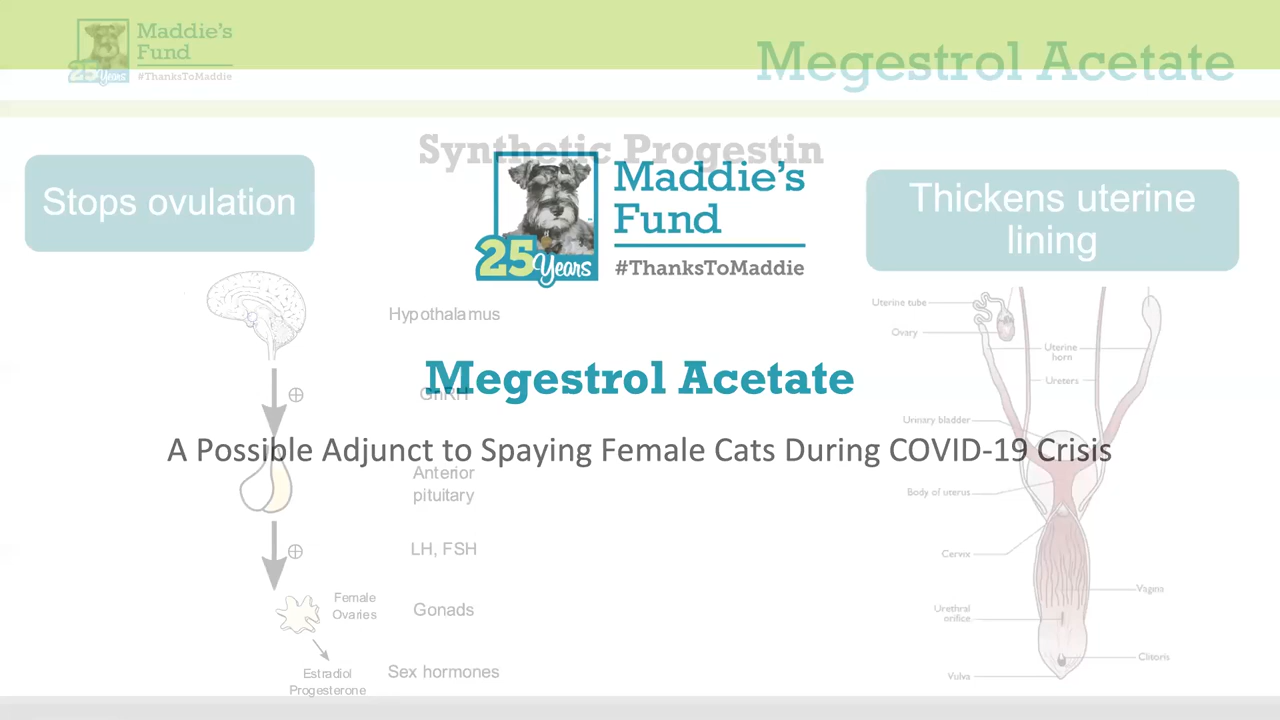 Maddie's
Fund
25 Years
#ThanksToMaddie
Megestrol Acetate
Synthetic Progestin
Stops ovulation
Thickens uterine
lining
Maddie's
Fund
25 Years
#ThanksToMaddie
Megestrol Acetate
A Possible Adjunct to Spaying Female Cats During COVID-19 Crisis
Hypothalamus
GnRH
Anterior
pituitary
LH, FSH
Female
Ovaries
Gonads
Estradiol
Progesterone
Sex hormones
Uterine tube
Ovary
Uterine
horn
Ureters
Urinary bladder
Body of uterus
Cervix
Vagina
Urethral
orifice
Clitoris
Vulva